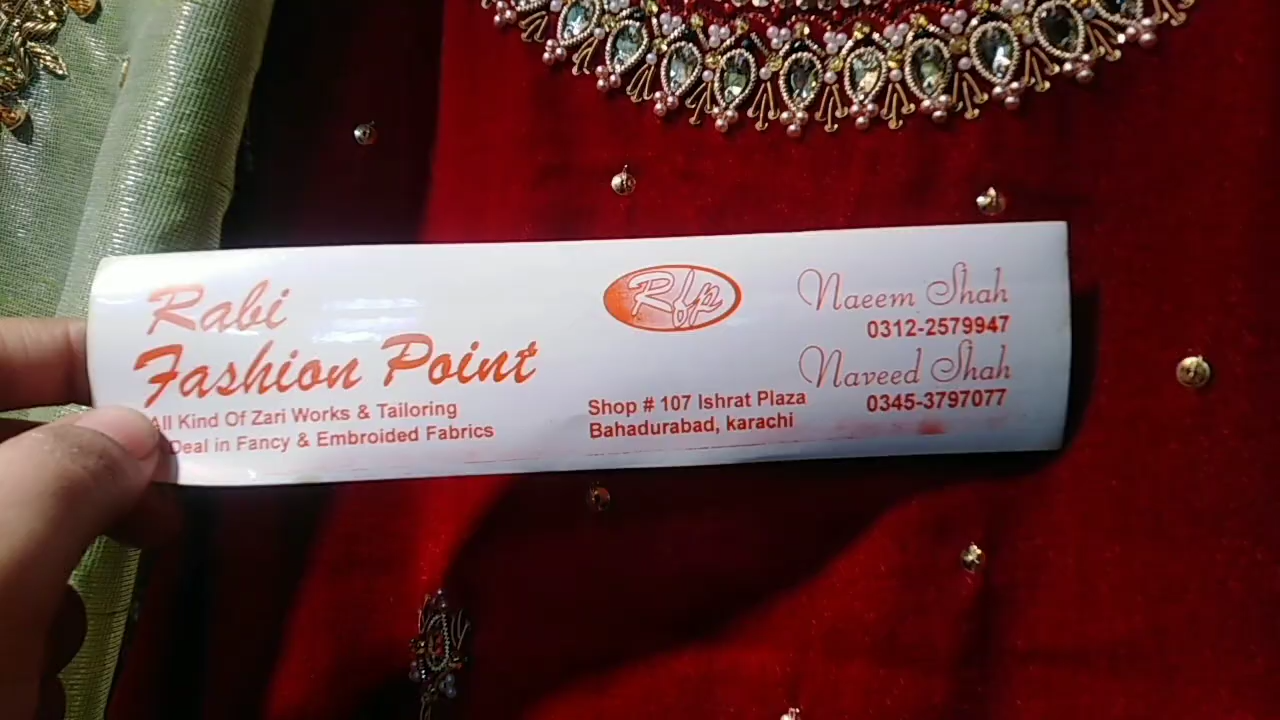 Rabi
Fashion Point
All Kind Of Zari Works & Tailoring
Deal in Fancy & Embroided Fabrics
Rfp
Shop # 107 Ishrat Plaza
Bahadurabad, karachi
Naeem Shah
0312-2579947
Naveed Shah
0345-3797077